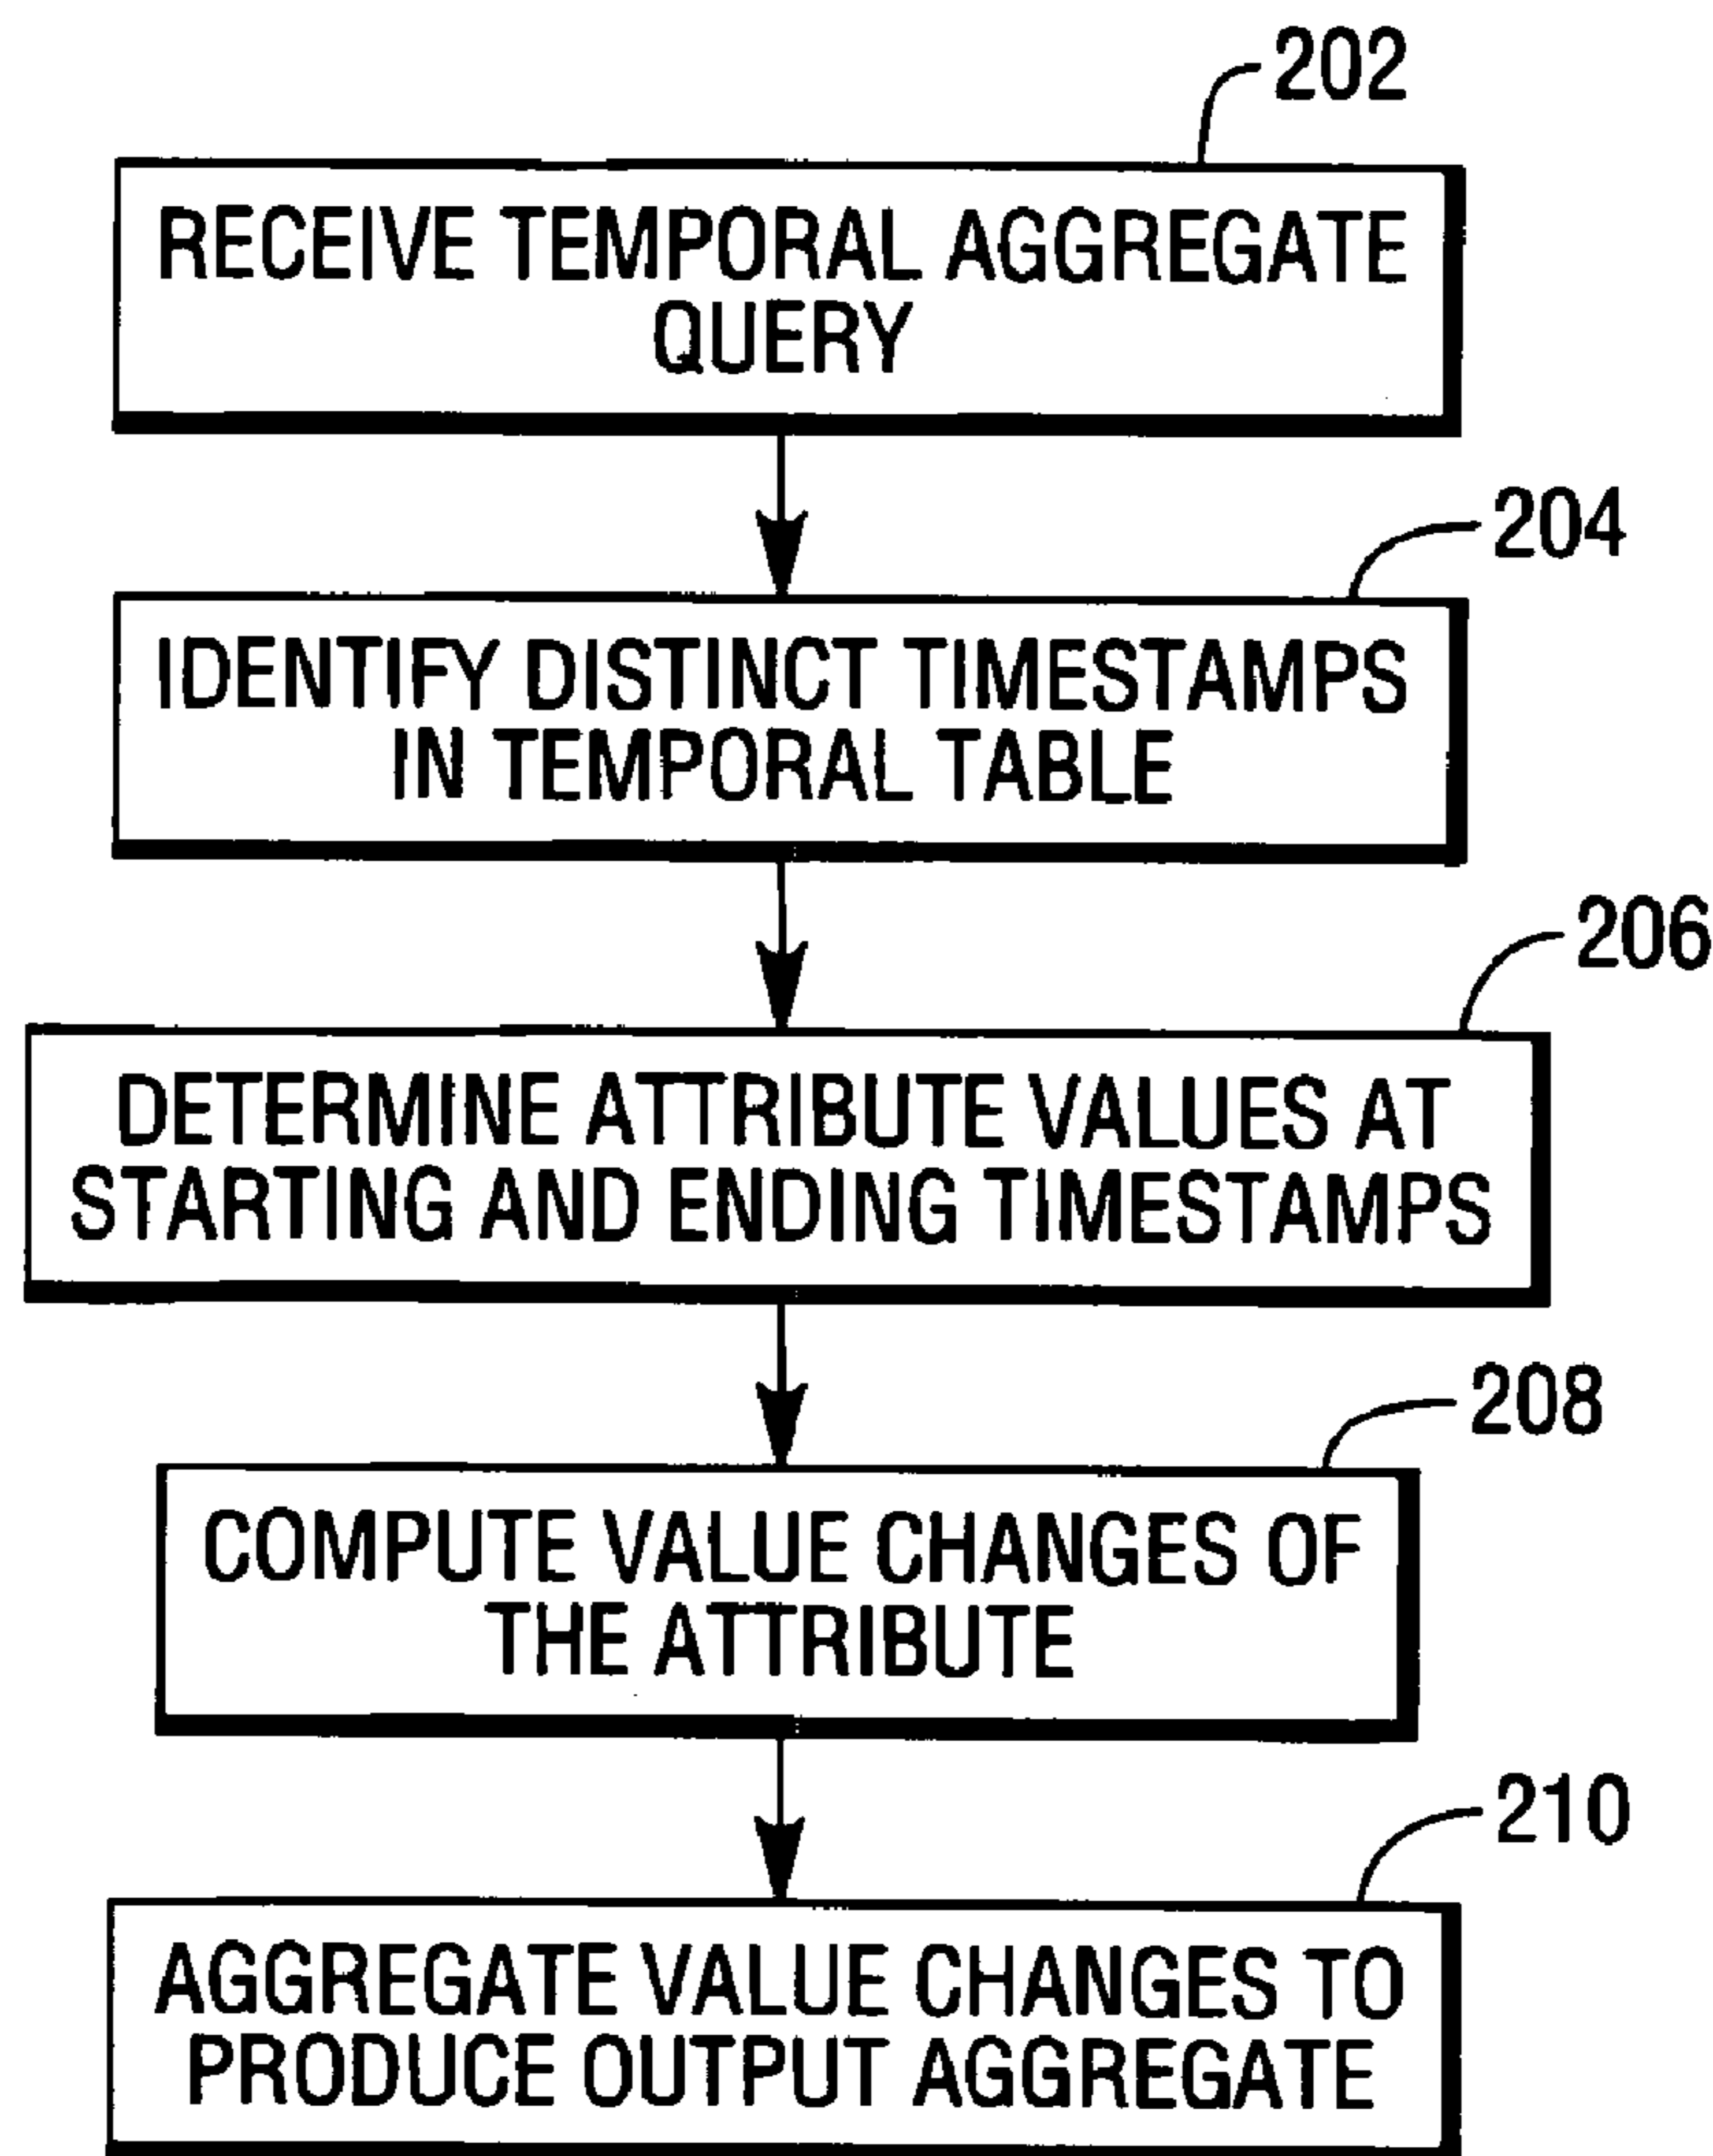 202
RECEIVE TEMPORAL AGGREGATE
QUERY
204
IDENTIFY DISTINCT TIMESTAMPS
IN TEMPORAL TABLE
206
DETERMINE ATTRIBUTE VALUES AT
STARTING AND ENDING TIMESTAMPS
208
COMPUTE VALUE CHANGES OF
THE ATTRIBUTE
210
AGGREGATE VALUE CHANGES TO
PRODUCE OUTPUT AGGREGATE